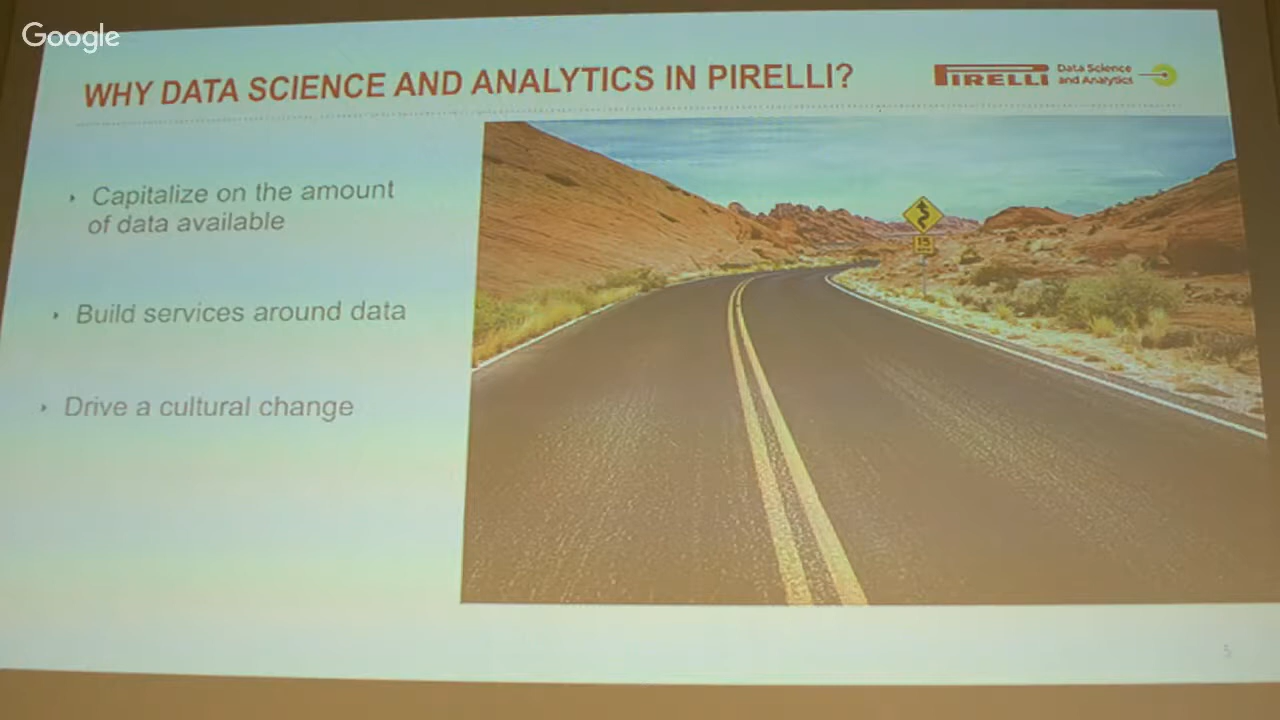 Google
WHY DATA SCIENCE AND ANALYTICS IN PIRELLI?
PIRELLI
Data Science
and Analytics
Capitalize on the amount
of data available
Build services around data
Drive a cultural change
15
5